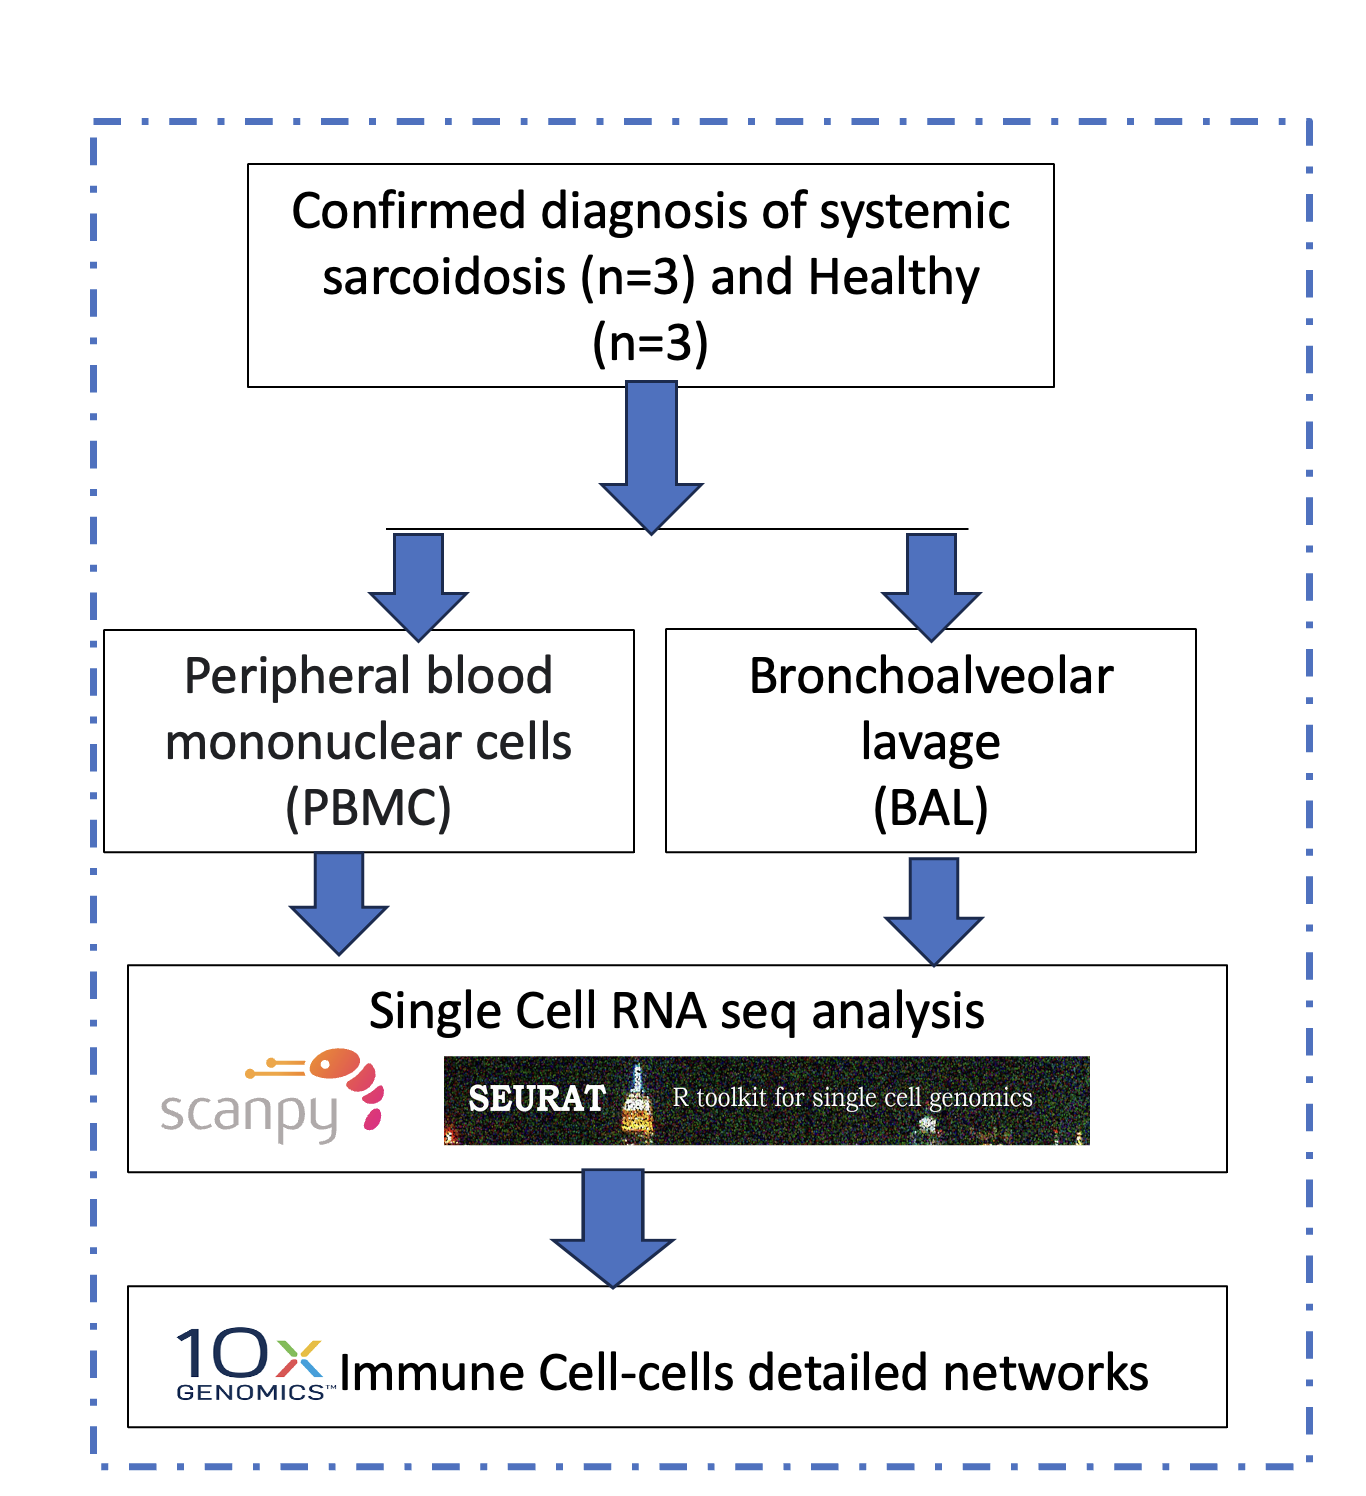 Confirmed diagnosis of systemic
sarcoidosis (n=3) and Healthy
(n=3)
Peripheral blood
mononuclear cells
(PBMC)
Bronchoalveolar
lavage
(BAL)
Single Cell RNA seq analysis
scanpy
SEURAT R toolkit for single cell genomics
10x
GENOMICS™
Immune Cell-cells detailed networks